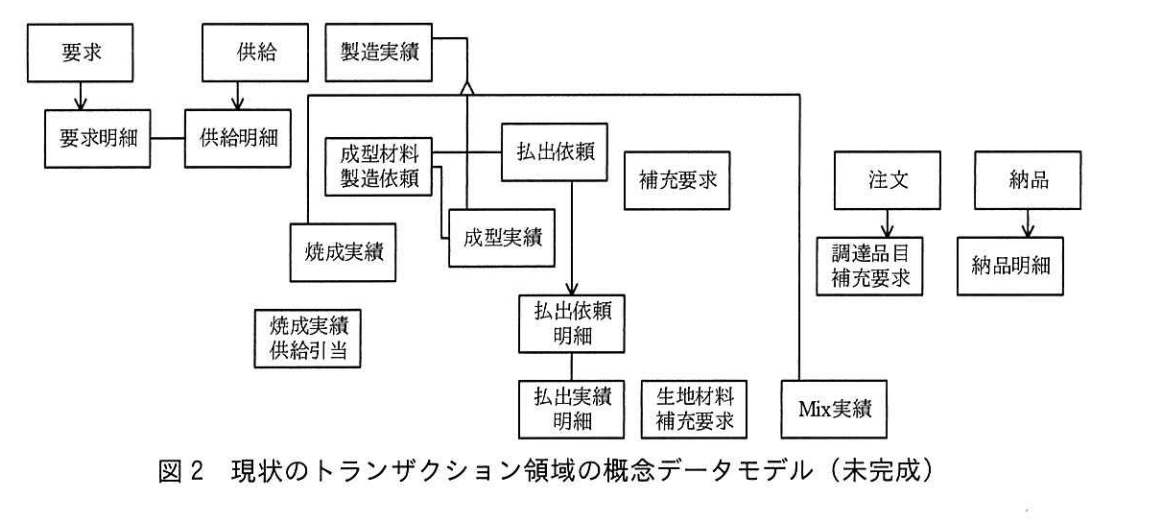 要求
供給
製造実績
要求明細
供給明細
成型材料
製造依頼
払出依頼
補充要求
注文
納品
焼成実績
成型実績
調達品目
補充要求
納品明細
焼成実績
供給引当
払出依頼
明細
払出実績
明細
生地材料
補充要求
Mix実績
図2 現状のトランザクション領域の概念データモデル（未完成）